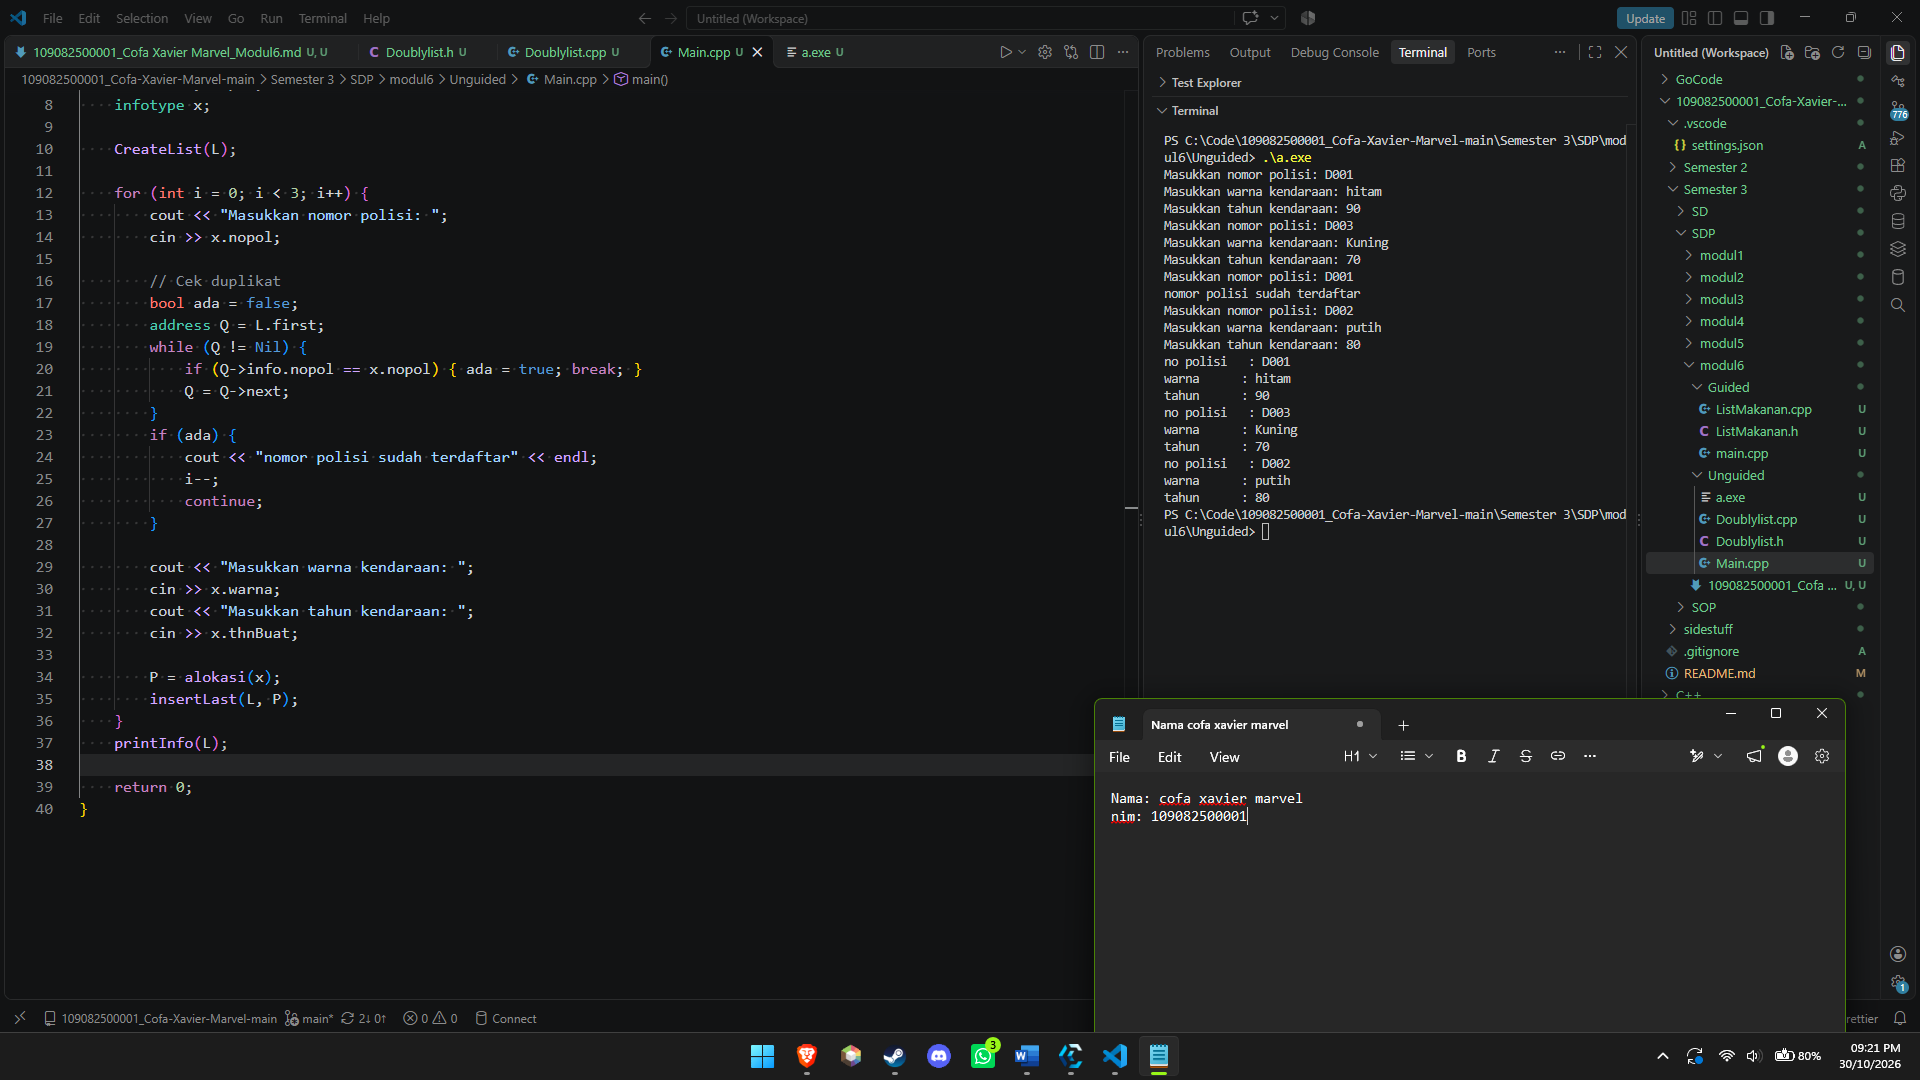 File Edit Selection View Go Run Terminal Help
Untitled (Workspace)
Update
109082500001_Cofa Xavier Marvel_Modul6.md U, U
Doublylist.h U
Doublylist.cpp U
Main.cpp U
a.exe U
109082500001_Cofa-Xavier-Marvel-main > Semester 3 > SDP > modul6 > Unguided > Main.cpp > main()
8 infotype x;
9
10 CreateList(L);
11
12 for (int i = 0; i < 3; i++) {
13 cout << "Masukkan nomor polisi: ";
14 cin >> x.nopol;
15
16 // Cek duplikat
17 bool ada = false;
18 address Q = L.first;
19 while (Q != Nil) {
20 if (Q->info.nopol == x.nopol) { ada = true; break; }
21 Q = Q->next;
22 }
23 if (ada) {
24 cout << "nomor polisi sudah terdaftar" << endl;
25 i--;
26 continue;
27 }
28
29 cout << "Masukkan warna kendaraan: ";
30 cin >> x.warna;
31 cout << "Masukkan tahun kendaraan: ";
32 cin >> x.thnBuat;
33
34 P = alokasi(x);
35 insertLast(L, P);
36 }
37 printInfo(L);
38
39 return 0;
40 }
Problems Output Debug Console Terminal Ports
Test Explorer
Terminal
PS C:\Code\109082500001_Cofa-Xavier-Marvel-main\Semester 3\SDP\mod
ul6\Unguided> .\a.exe
Masukkan nomor polisi: D001
Masukkan warna kendaraan: hitam
Masukkan tahun kendaraan: 90
Masukkan nomor polisi: D003
Masukkan warna kendaraan: Kuning
Masukkan tahun kendaraan: 70
Masukkan nomor polisi: D001
nomor polisi sudah terdaftar
Masukkan nomor polisi: D002
Masukkan warna kendaraan: putih
Masukkan tahun kendaraan: 80
no polisi : D001
warna : hitam
tahun : 90
no polisi : D003
warna : Kuning
tahun : 70
no polisi : D002
warna : putih
tahun : 80
PS C:\Code\109082500001_Cofa-Xavier-Marvel-main\Semester 3\SDP\mod
ul6\Unguided>
Untitled (Workspace)
GoCode
109082500001_Cofa-Xavier-...
.vscode
{} settings.json A
Semester 2
Semester 3
SD
SDP
modul1
modul2
modul3
modul4
modul5
modul6
Guided
ListMakanan.cpp U
ListMakanan.h U
main.cpp U
Unguided
a.exe U
Doublylist.cpp U
Doublylist.h U
Main.cpp U
109082500001_Cofa ... U, U
SOP
sidestuff
.gitignore A
README.md M
C++
776
1
Nama cofa xavier marvel
File Edit View
H1
B I S
Nama: cofa xavier marvel
nim: 109082500001
109082500001_Cofa-Xavier-Marvel-main main* 2↓ 0↑ 0 0 Connect
rettier
3
80%
09:21 PM
30/10/2026